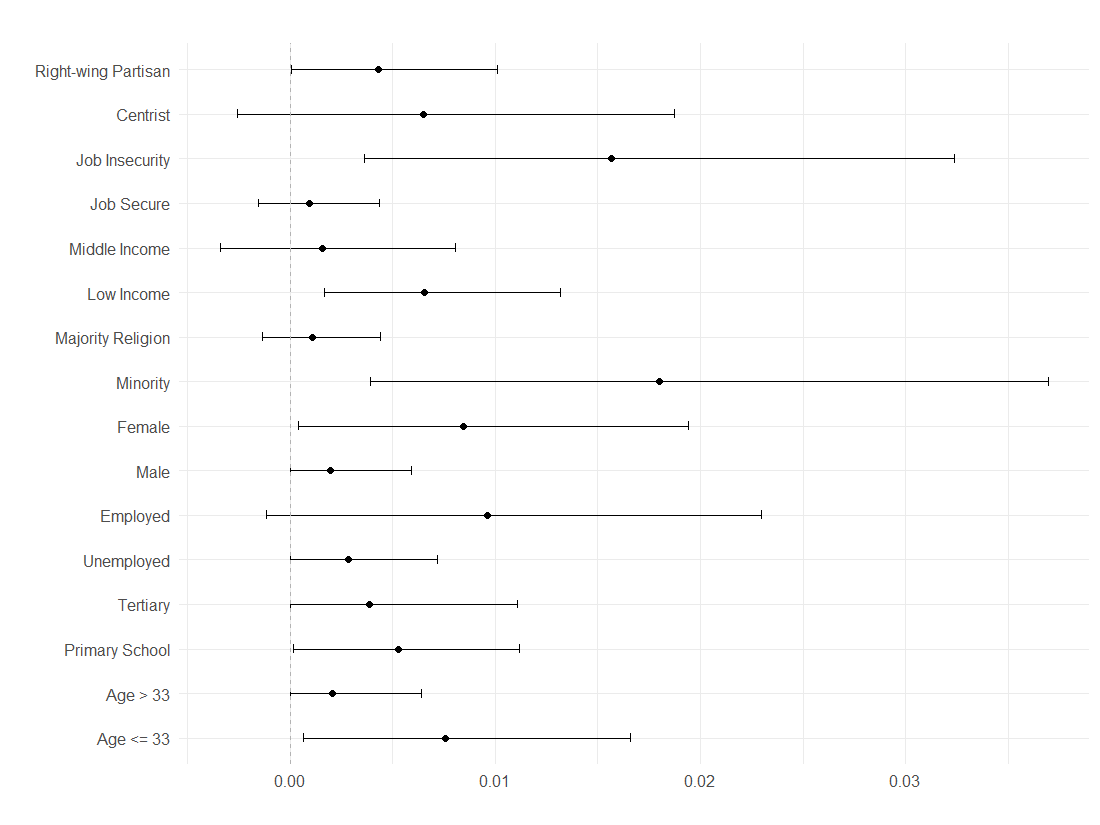 Right-wing Partisan
Centrist
Job Insecurity
Job Secure
Middle Income
Low Income
Majority Religion
Minority
Female
Male
Employed
Unemployed
Tertiary
Primary School
Age > 33
Age <= 33
0.00 0.01 0.02 0.03